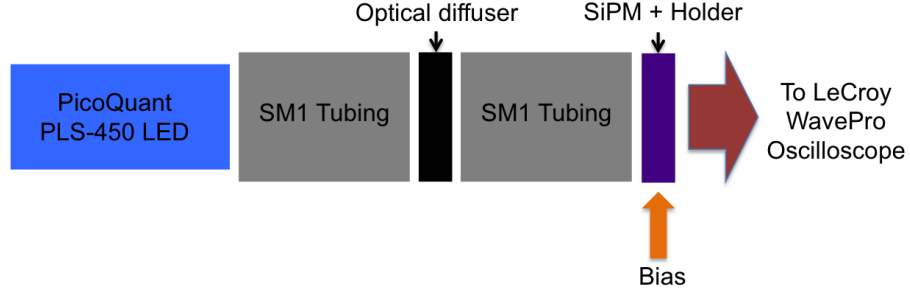 Optical diffuser
SiPM + Holder
PicoQuant
PLS-450 LED
SM1 Tubing
SM1 Tubing
To LeCroy
WavePro
Oscilloscope
Bias